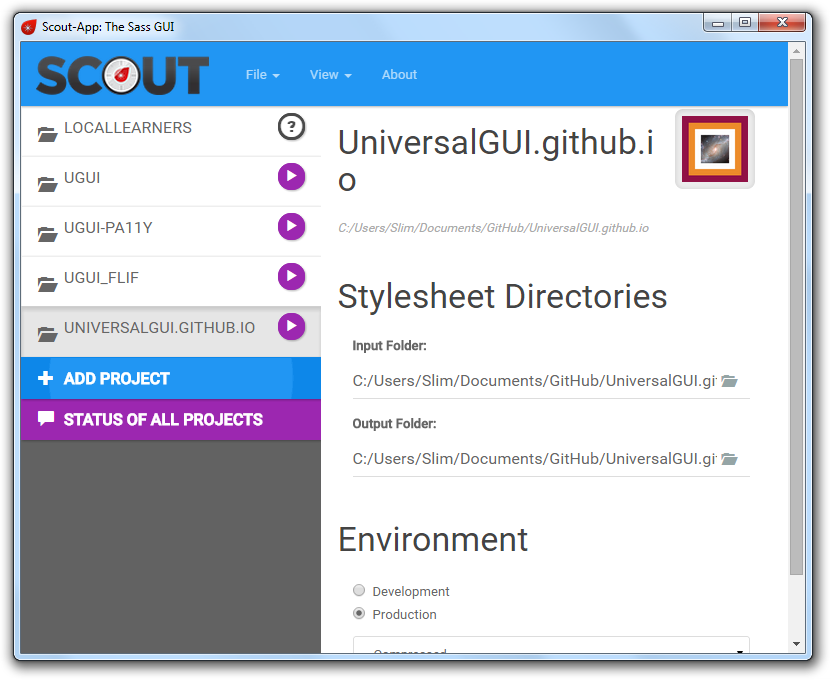 Scout-App: The Sass GUI
SCOUT
File
View
About
LOCALLEARNERS
?
UGUI
UGUI-PA11Y
UGUI_FLIF
UNIVERSALGUI.GITHUB.IO
ADD PROJECT
STATUS OF ALL PROJECTS
UniversalGUI.github.i
o
C:/Users/Slim/Documents/GitHub/UniversalGUI.github.io
Stylesheet Directories
Input Folder:
C:/Users/Slim/Documents/GitHub/UniversalGUI.gi
Output Folder:
C:/Users/Slim/Documents/GitHub/UniversalGUI.gi
Environment
Development
Production
Compressed